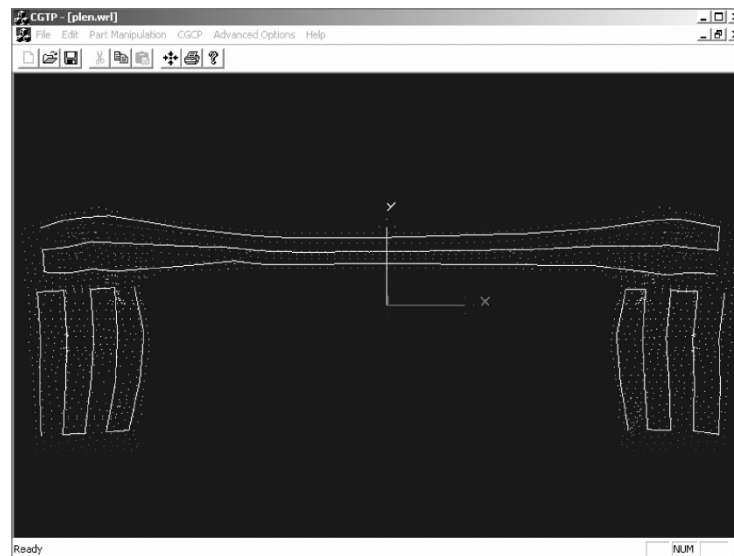 CGTP - [plen.wrl]
File Edit Part Manipulation CGCP Advanced Options Help
Y
X
Ready
NUM